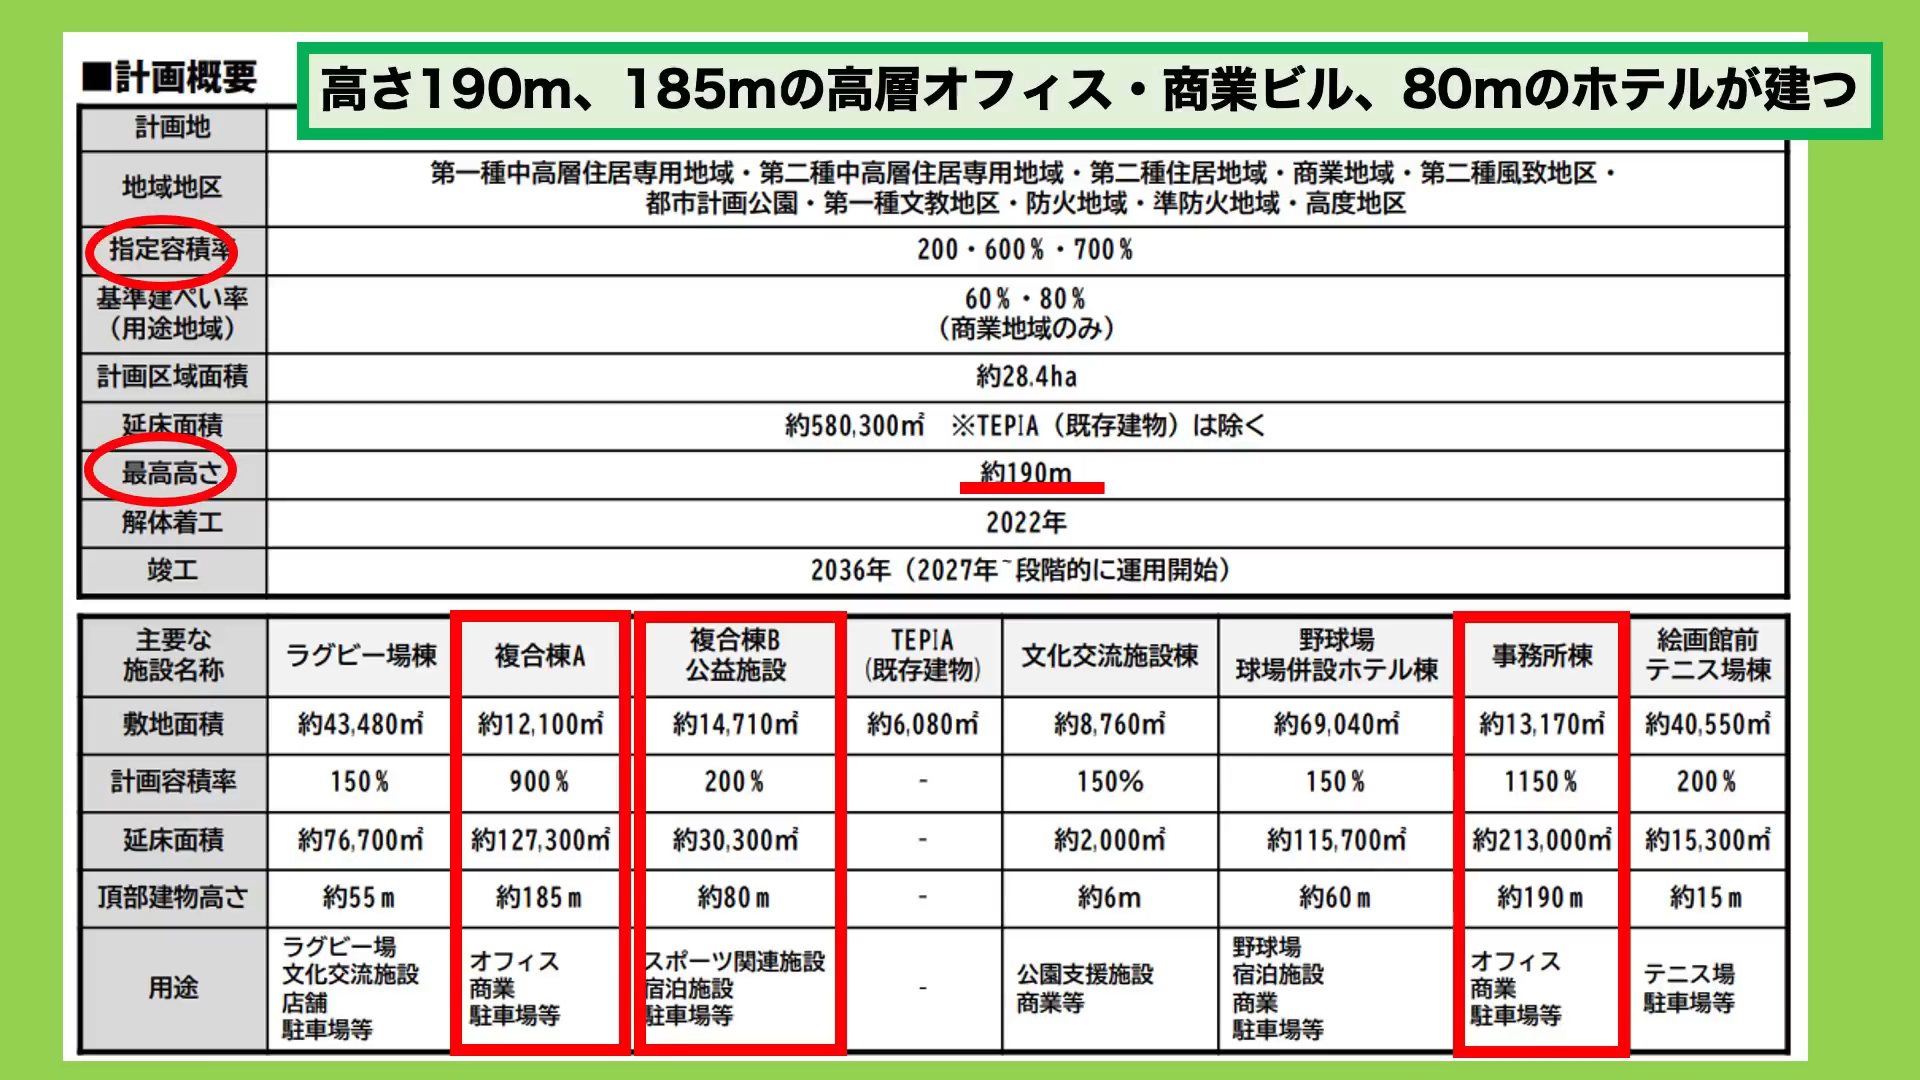 ■計画概要
高さ190m、185mの高層オフィス・商業ビル、80mのホテルが建つ
計画地
地域地区
第一種中高層住居専用地域・第二種中高層住居専用地域・第二種住居地域・商業地域・第二種風致地区・
都市計画公園・第一種文教地区・防火地域・準防火地域・高度地区
指定容積率
200・600%・700%
基準建ぺい率
（用途地域）
60%・80%
（商業地域のみ）
計画区域面積
約28.4ha
延床面積
約580,300㎡　※TEPIA（既存建物）は除く
最高高さ
約190m
解体着工
2022年
竣工
2036年（2027年~段階的に運用開始）
主要な
施設名称
ラグビー場棟
複合棟A
複合棟B
公益施設
TEPIA
(既存建物)
文化交流施設棟
野球場
球場併設ホテル棟
事務所棟
絵画館前
テニス場棟
敷地面積
約43,480㎡
約12,100㎡
約14,710㎡
約6,080㎡
約8,760㎡
約69,040㎡
約13,170㎡
約40,550㎡
計画容積率
150%
900%
200%
-
150%
150%
1150%
200%
延床面積
約76,700㎡
約127,300㎡
約30,300㎡
-
約2,000㎡
約115,700㎡
約213,000㎡
約15,300㎡
頂部建物高さ
約55m
約185m
約80m
-
約6m
約60m
約190m
約15m
用途
ラグビー場
文化交流施設
店舗
駐車場等
オフィス
商業
駐車場等
スポーツ関連施設
宿泊施設
駐車場等
-
公園支援施設
商業等
野球場
宿泊施設
商業
駐車場等
オフィス
商業
駐車場等
テニス場
駐車場等